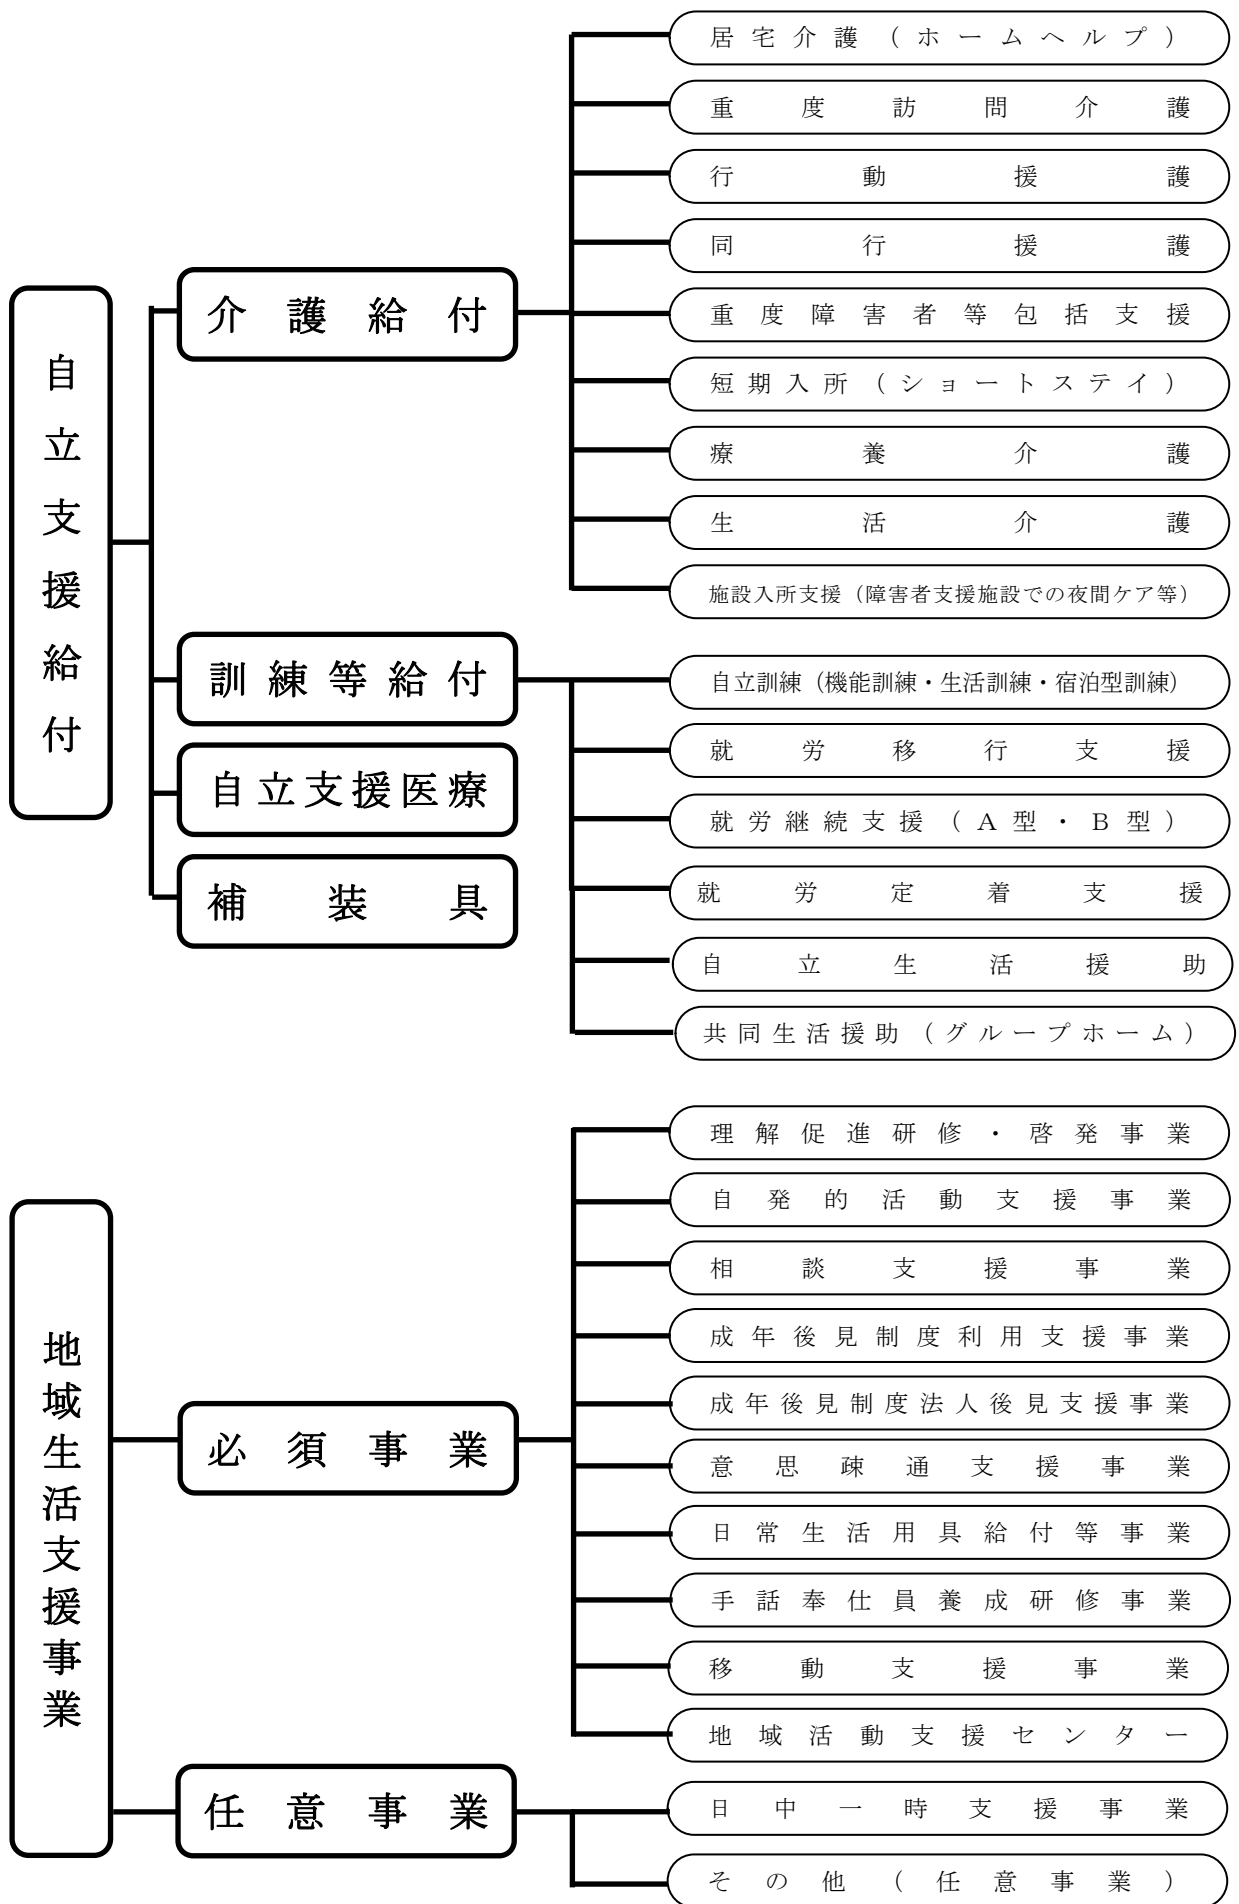 自立支援給付
介護給付
居宅介護（ホームヘルプ）
重度訪問介護
行動援護
同行援護
重度障害者等包括支援
短期入所（ショートステイ）
療養介護
生活介護
施設入所支援（障害者支援施設での夜間ケア等）
訓練等給付
自立訓練（機能訓練・生活訓練・宿泊型訓練）
就労移行支援
就労継続支援（A型・B型）
就労定着支援
自立生活援助
共同生活援助（グループホーム）
自立支援医療
補装具
地域生活支援事業
必須事業
理解促進研修・啓発事業
自発的活動支援事業
相談支援事業
成年後見制度利用支援事業
成年後見制度法人後見支援事業
意思疎通支援事業
日常生活用具給付等事業
手話奉仕員養成研修事業
移動支援事業
地域活動支援センター
任意事業
日中一時支援事業
その他（任意事業）